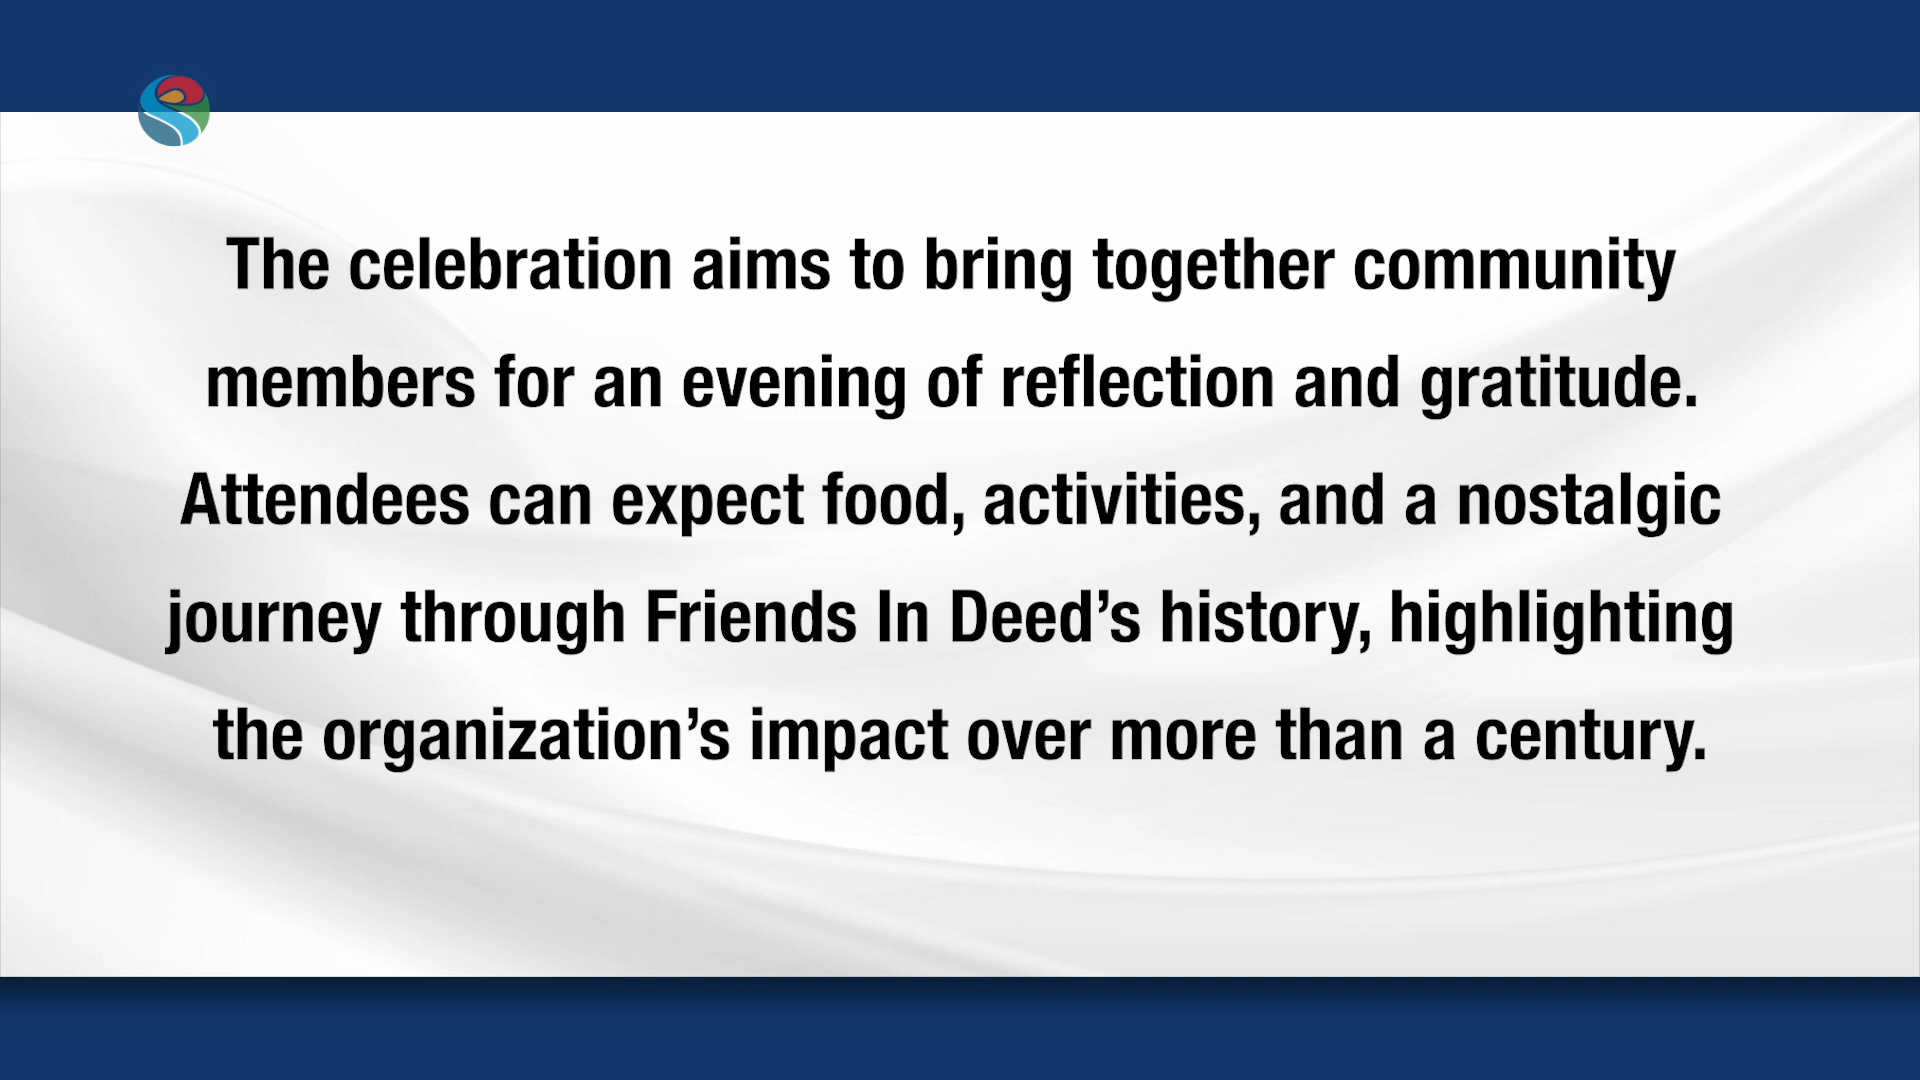 The celebration aims to bring together community
members for an evening of reflection and gratitude.
Attendees can expect food, activities, and a nostalgic
journey through Friends In Deed’s history, highlighting
the organization’s impact over more than a century.